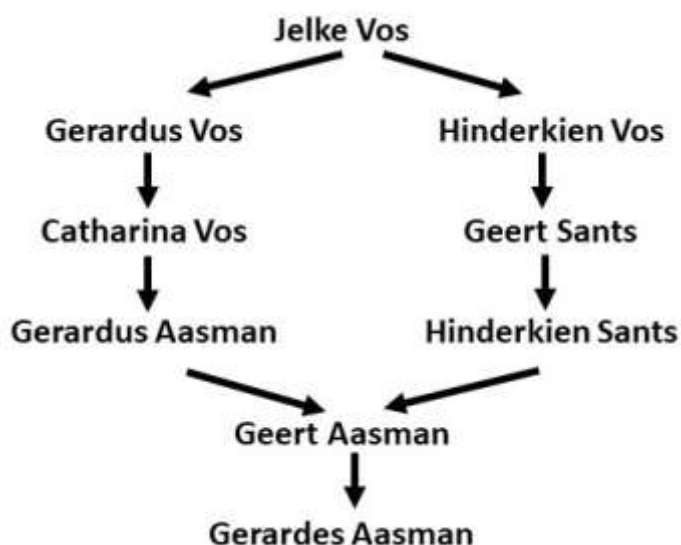 Jelke Vos
Gerardus Vos
Hinderkien Vos
Catharina Vos
Geert Sants
Gerardus Aasman
Hinderkien Sants
Geert Aasman
Gerardes Aasman